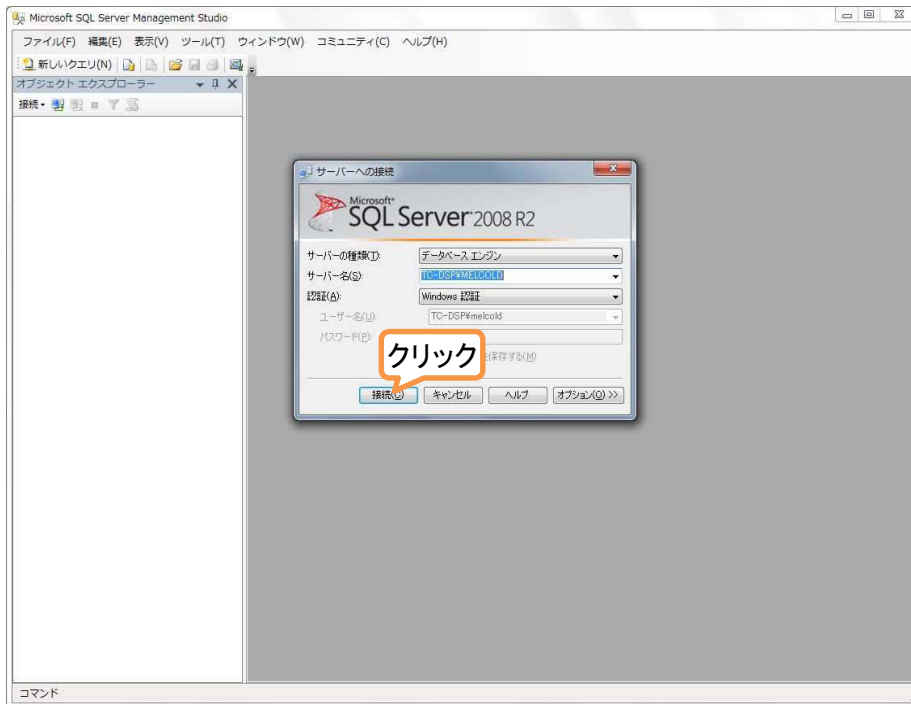 Microsoft SQL Server Management Studio
ファイル(F) 編集(E) 表示(V) ツール(T) ウィンドウ(W) コミュニティ(C) ヘルプ(H)
新しいクエリ(N)
オブジェクト エクスプローラー
接続
サーバーへの接続
Microsoft
SQL Server 2008 R2
サーバーの種類(T): データベース エンジン
サーバー名(S): TC-DSP¥MELCOLD
認証(A): Windows 認証
ユーザー名(U): TC-DSP¥melcold
パスワード(P):
クリック
を保存する(M)
接続(C) キャンセル ヘルプ オプション(O) >>
コマンド